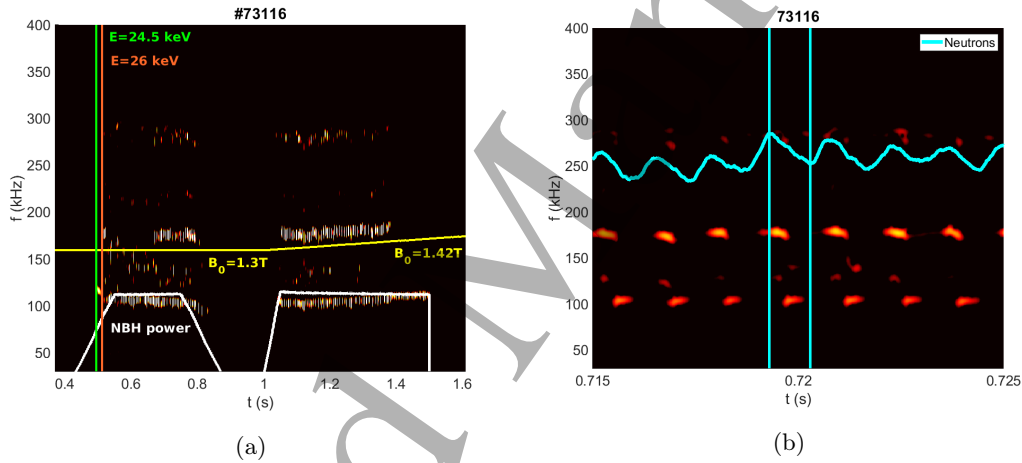 #73116
400
350
300
250
200
150
100
50
f (kHz)
E=24.5 keV
E=26 keV
B0=1.3T
B0=1.42T
NBH power
0.4 0.6 0.8 1 1.2 1.4 1.6
t (s)
(a)
73116
400
350
300
250
200
150
100
50
f (kHz)
Neutrons
0.715 0.72 0.725
t (s)
(b)
d Man